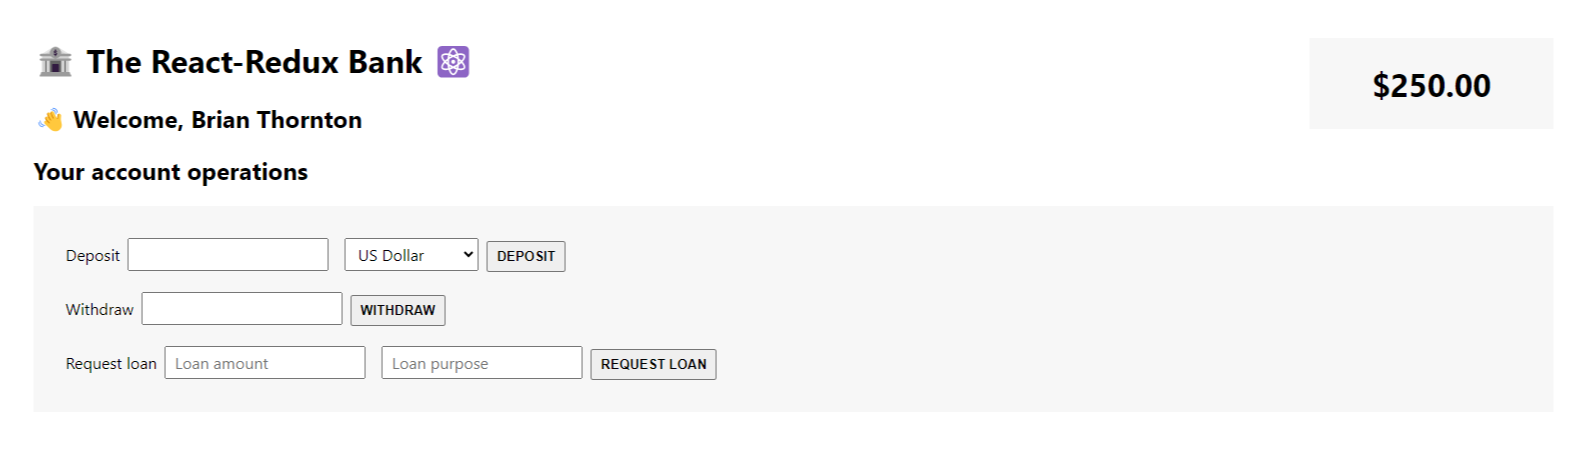 The React-Redux Bank
$250.00
Welcome, Brian Thornton
Your account operations
Deposit US Dollar DEPOSIT
Withdraw WITHDRAW
Request loan Loan amount Loan purpose REQUEST LOAN